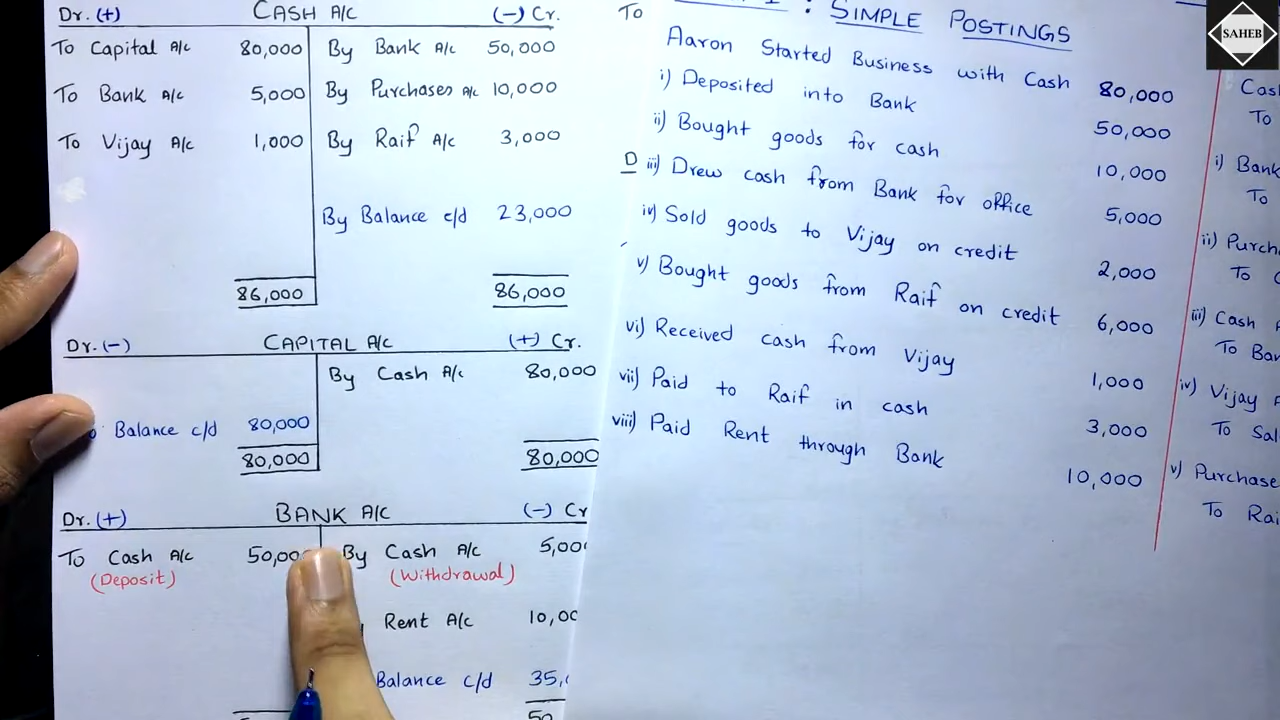 Dr. (+) CASH A/c (-) Cr.
To Capital A/c 80,000 By Bank A/c 50,000
To Bank A/c 5,000 By Purchases A/c 10,000
To Vijay A/c 1,000 By Raif A/c 3,000
By Balance c/d 23,000
86,000 86,000
Dr. (-) CAPITAL A/c (+) Cr.
By Cash A/c 80,000
Balance c/d 80,000
80,000 80,000
Dr. (+) BANK A/c (-) Cr
To Cash A/c 50,00 By Cash A/c 5,00
(Deposit) (Withdrawal)
Rent A/c 10,00
Balance c/d 35,
50
To
: SIMPLE POSTINGS
Aaron Started Business with Cash 80,000
i) Deposited into Bank 50,000
ii) Bought goods for cash 10,000
D iii) Drew cash from Bank for office 5,000
iv) Sold goods to Vijay on credit 2,000
v) Bought goods from Raif on credit 6,000
vi) Received cash from Vijay 1,000
vii) Paid to Raif in cash 3,000
viii) Paid Rent through Bank 10,000
SAHEB
Cas
To
i) Bank
To
ii) Purch
To C
iii) Cash A
To Ban
iv) Vijay A
To Sal
v) Purchase
To Rai